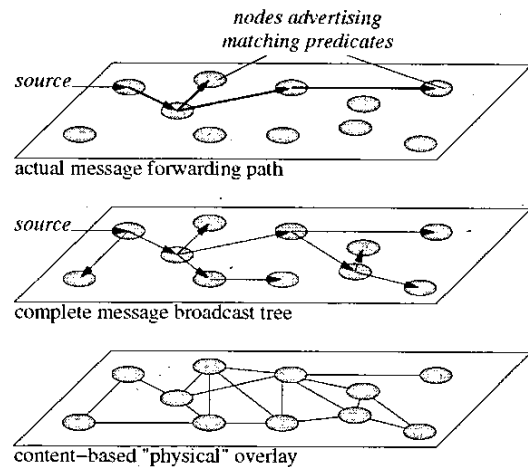 nodes advertising
matching predicates
source
actual message forwarding path
source
complete message broadcast tree
content-based "physical" overlay